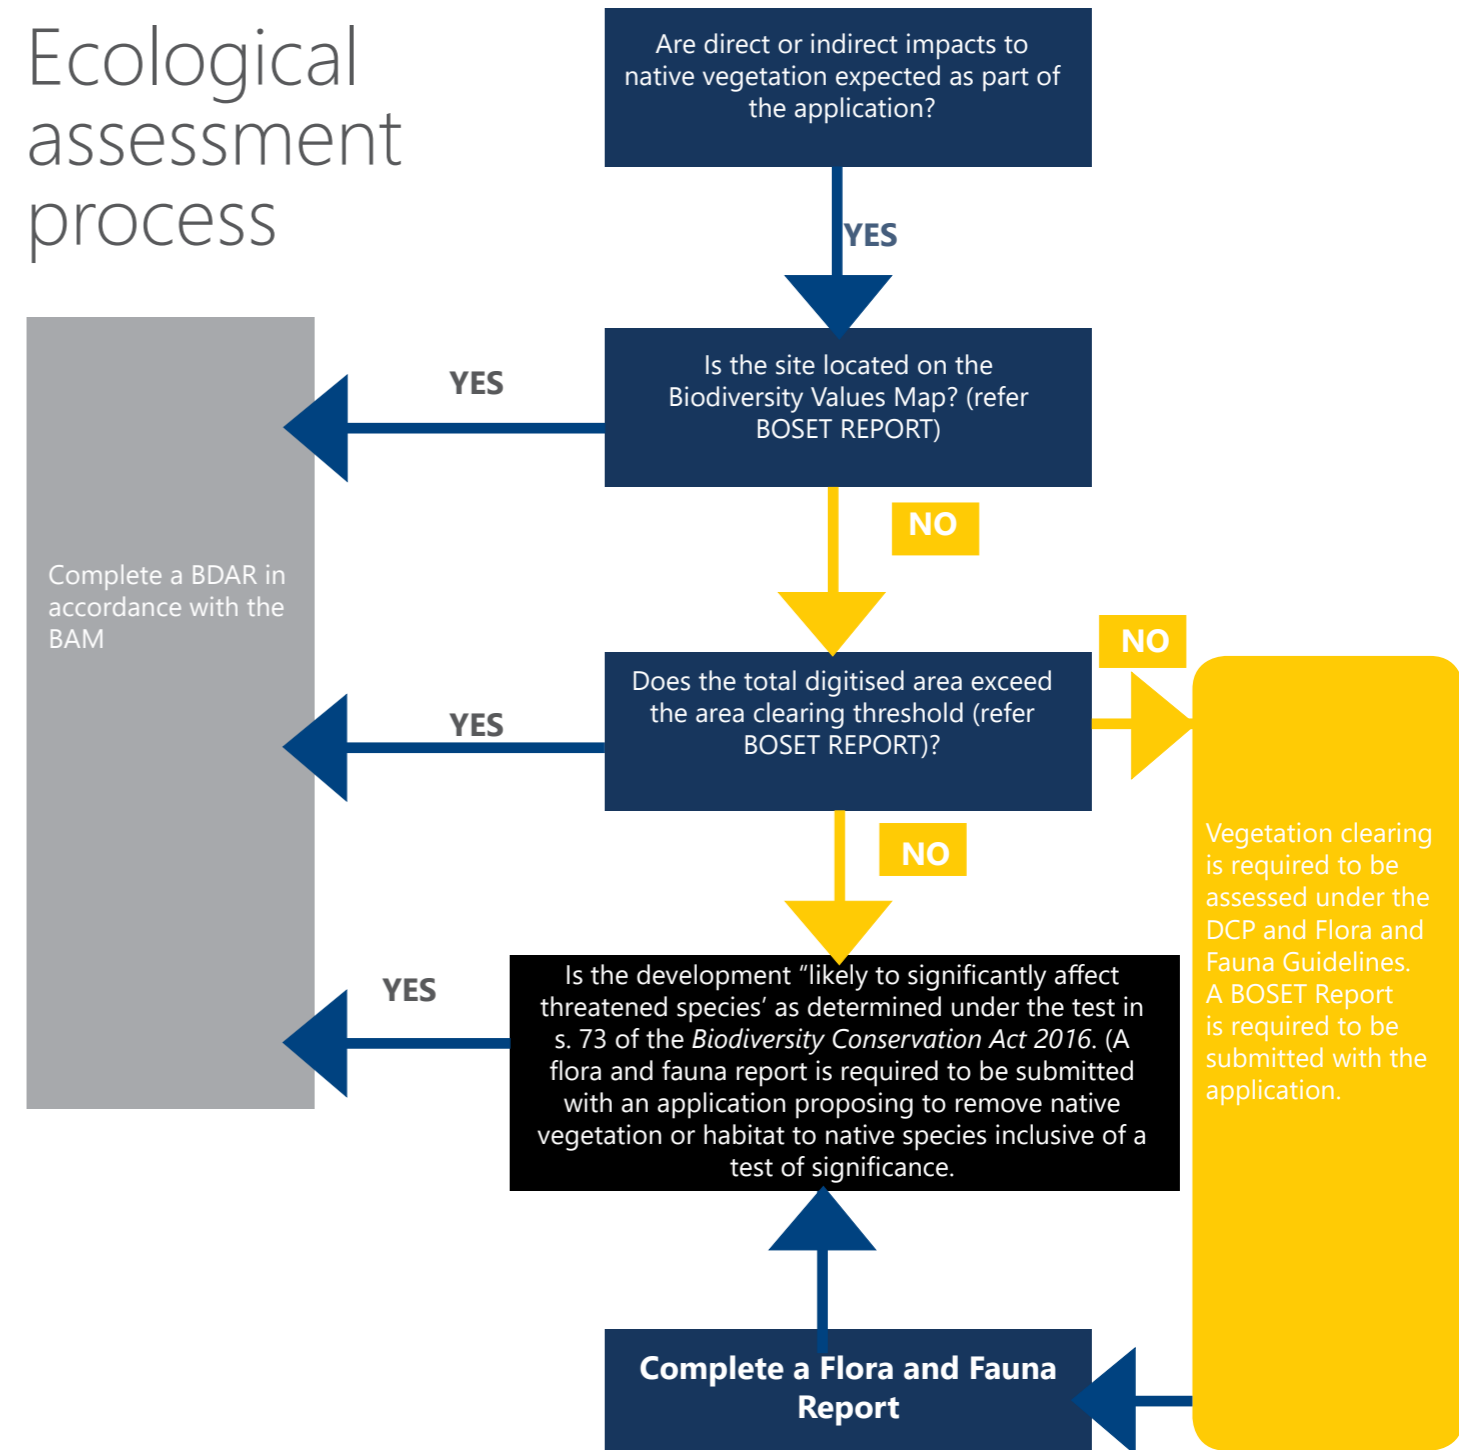 Ecological
assessment
process
Are direct or indirect impacts to
native vegetation expected as part of
the application?
YES
Is the site located on the
Biodiversity Values Map? (refer
BOSET REPORT)
YES
NO
Complete a BDAR in
accordance with the
BAM
Does the total digitised area exceed
the area clearing threshold (refer
BOSET REPORT)?
YES
NO
NO
Vegetation clearing
is required to be
assessed under the
DCP and Flora and
Fauna Guidelines.
A BOSET Report
is required to be
submitted with the
application.
Is the development “likely to significantly affect
threatened species’ as determined under the test in
s. 73 of the Biodiversity Conservation Act 2016. (A
flora and fauna report is required to be submitted
with an application proposing to remove native
vegetation or habitat to native species inclusive of a
test of significance.
YES
Complete a Flora and Fauna
Report